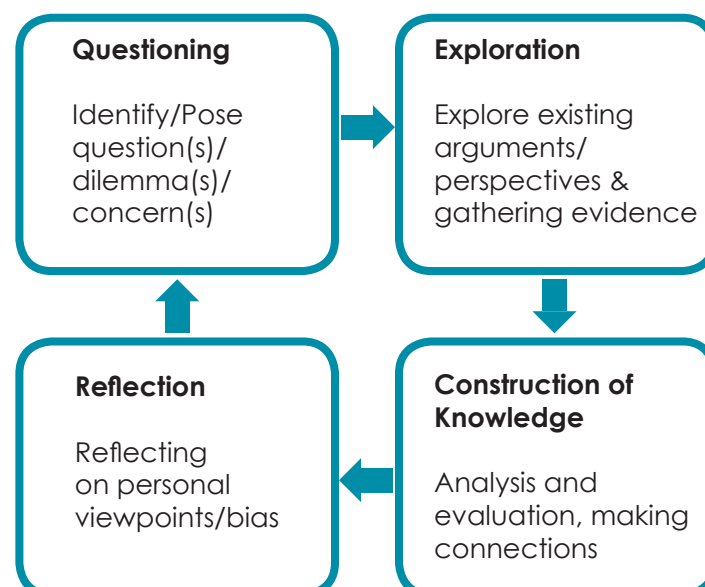 Questioning
Identify/Pose
question(s)/
dilemma(s)/
concern(s)
Exploration
Explore existing
arguments/
perspectives &
gathering evidence
Construction of
Knowledge
Analysis and
evaluation, making
connections
Reflection
Reflecting
on personal
viewpoints/bias